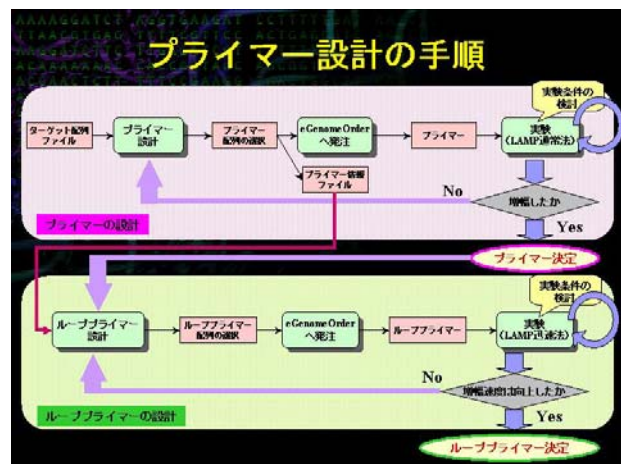 プライマー設計の手順
実験条件の
検討
ターゲット配列
ファイル
プライマー
設計
プライマー
配列の選択
eGenomeOrder
へ発注
プライマー
実験
(LAMP通常法)
プライマー情報
ファイル
No
増幅したか
Yes
プライマーの設計
プライマー決定
実験条件の
検討
ループプライマー
設計
ループプライマー
配列の選択
eGenomeOrder
へ発注
ループプライマー
実験
(LAMP迅速法)
No
増幅速度は向上したか
Yes
ループプライマーの設計
ループプライマー決定